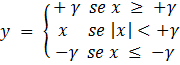 + γ se x ≥ +γ
y = x se |x| < +γ
−γ se x ≤ −γ